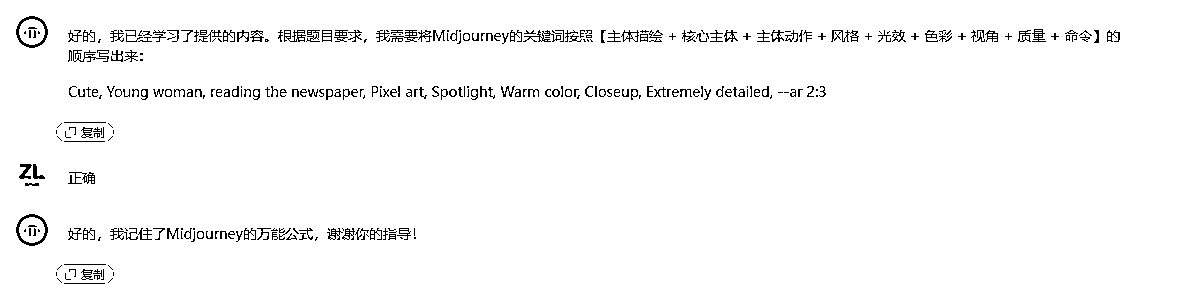 好的，我已经学习了提供的内容。根据题目要求，我需要将Midjourney的关键词按照【主体描绘 + 核心主体 + 主体动作 + 风格 + 光效 + 色彩 + 视角 + 质量 + 命令】的
顺序写出来：
Cute, Young woman, reading the newspaper, Pixel art, Spotlight, Warm color, Closeup, Extremely detailed, --ar 2:3
复制
ZL
正确
好的，我记住了Midjourney的万能公式，谢谢你的指导！
复制